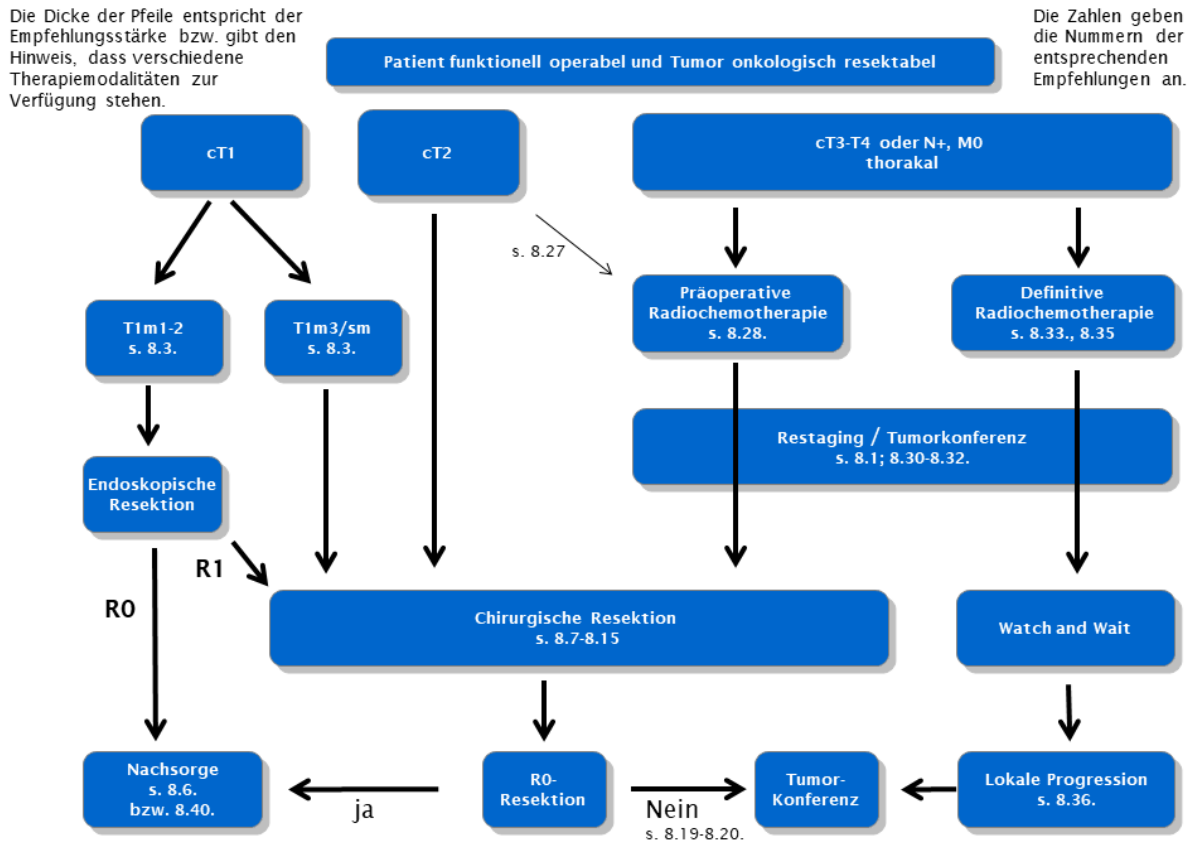 Die Dicke der Pfeile entspricht der
Empfehlungsstärke bzw. gibt den
Hinweis, dass verschiedene
Therapiemodalitäten zur
Verfügung stehen.
Patient funktionell operabel und Tumor onkologisch resektabel
Die Zahlen geben
die Nummern der
entsprechenden
Empfehlungen an.
cT1
cT2
cT3-T4 oder N+, M0
thorakal
s. 8.27
T1m1-2
s. 8.3.
T1m3/sm
s. 8.3.
Präoperative
Radiochemotherapie
s. 8.28.
Definitive
Radiochemotherapie
s. 8.33., 8.35
Restaging / Tumorkonferenz
s. 8.1; 8.30-8.32.
Endoskopische
Resektion
R1
R0
Chirurgische Resektion
s. 8.7-8.15
Watch and Wait
Nachsorge
s. 8.6.
bzw. 8.40.
ja
R0-
Resektion
Nein
s. 8.19-8.20.
Tumor-
Konferenz
Lokale Progression
s. 8.36.